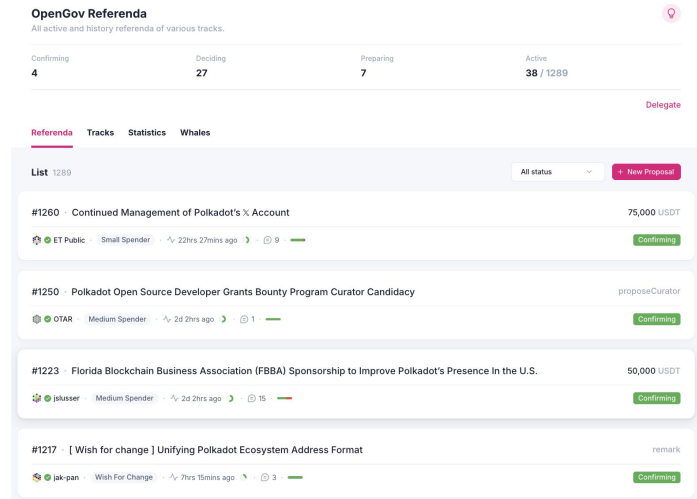 OpenGov Referenda
All active and history referenda of various tracks.
Confirming Deciding Preparing Active
4 27 7 38 / 1289
Delegate
Referenda Tracks Statistics Whales
List 1289 All status + New Proposal
#1260 · Continued Management of Polkadot's 𝕏 Account 75,000 USDT
ET Public · Small Spender · 22hrs 27mins ago · 9 · Confirming
#1250 · Polkadot Open Source Developer Grants Bounty Program Curator Candidacy proposeCurator
OTAR · Medium Spender · 2d 2hrs ago · 1 · Confirming
#1223 · Florida Blockchain Business Association (FBBA) Sponsorship to Improve Polkadot's Presence In the U.S. 50,000 USDT
jslusser · Medium Spender · 2d 2hrs ago · 15 · Confirming
#1217 · [ Wish for change ] Unifying Polkadot Ecosystem Address Format remark
jak-pan · Wish For Change · 7hrs 15mins ago · 3 · Confirming